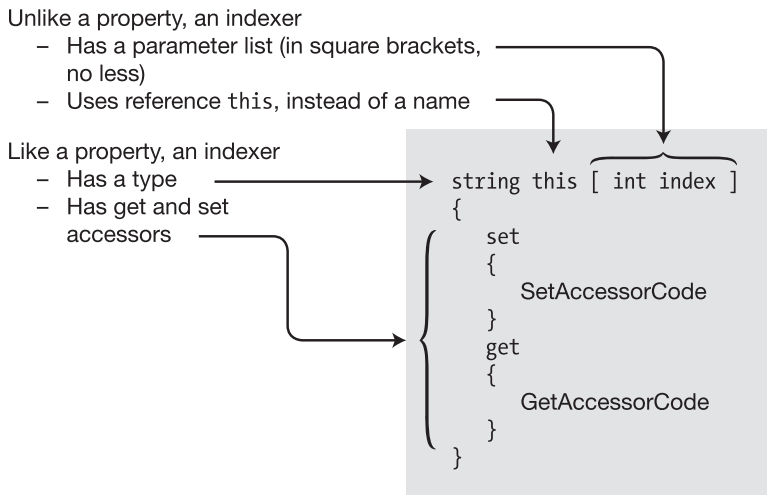 Unlike a property, an indexer
– Has a parameter list (in square brackets,
no less)
– Uses reference this, instead of a name
Like a property, an indexer
– Has a type
– Has get and set
accessors
string this [ int index ]
{
set
{
SetAccessorCode
}
get
{
GetAccessorCode
}
}